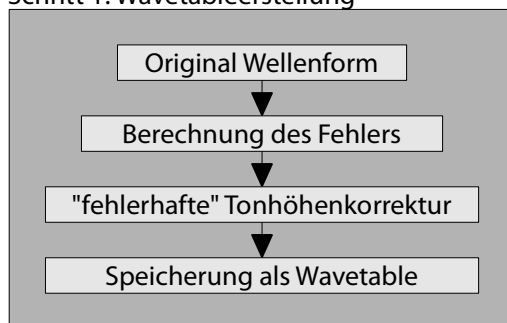 Schritt 1: Wavetableerstellung
Original Wellenform
Berechnung des Fehlers
"fehlerhafte" Tonhöhenkorrektur
Speicherung als Wavetable